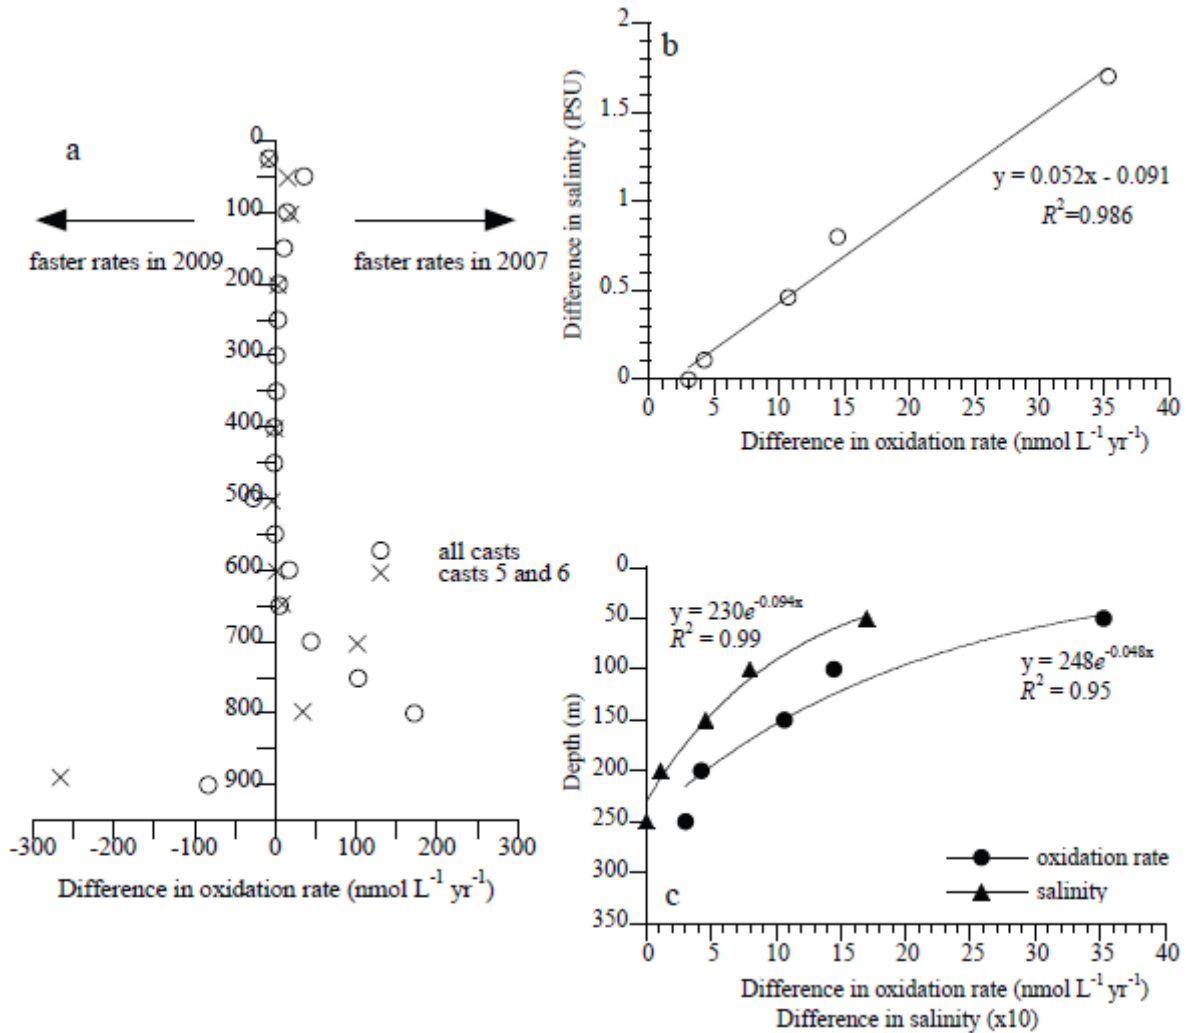 a
0
100
200
300
400
500
600
700
800
900
faster rates in 2009
faster rates in 2007
all casts
casts 5 and 6
-300 -200 -100 0 100 200 300
Difference in oxidation rate (nmol L⁻¹ yr⁻¹)
b
2
1.5
1
0.5
0
Difference in salinity (PSU)
y = 0.052x - 0.091
R²=0.986
0 5 10 15 20 25 30 35 40
Difference in oxidation rate (nmol L⁻¹ yr⁻¹)
0
50
100
150
200
250
300
350
Depth (m)
y = 230e^-0.094x
R² = 0.99
y = 248e^-0.048x
R² = 0.95
oxidation rate
salinity
c
0 5 10 15 20 25 30 35 40
Difference in oxidation rate (nmol L⁻¹ yr⁻¹)
Difference in salinity (x10)